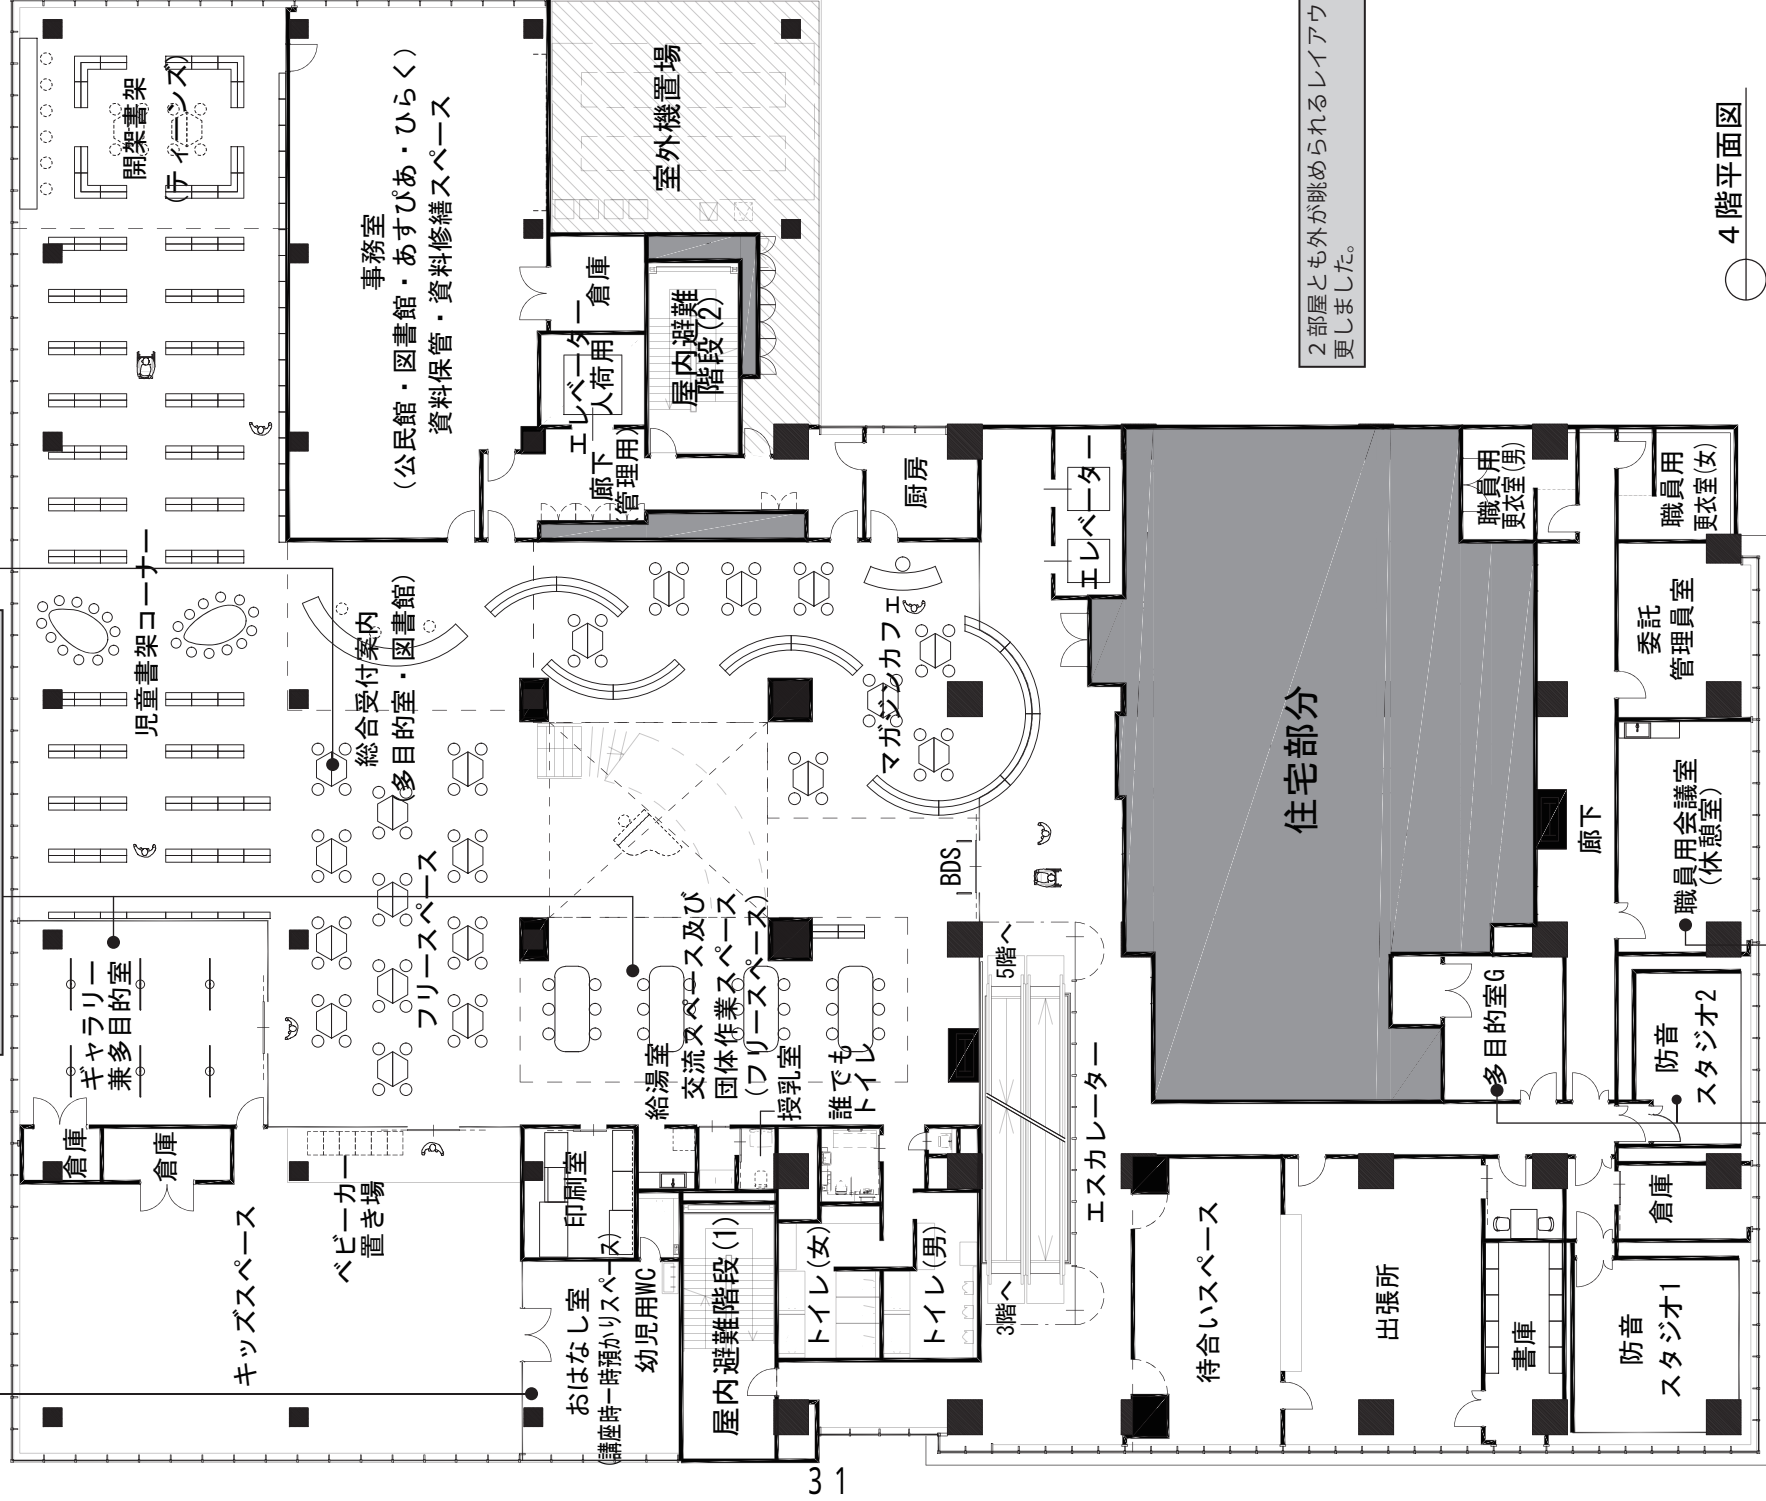 開架書架
(ティーンズ)
事務室
(公民館・図書館・あすぴあ・ひらく)
資料保管・資料修繕スペース
室外機置場
倉庫
エレベーター
人荷用
屋内避難
階段(2)
廊下
管理用)
厨房
児童書架コーナー
総合受付案内
(多目的室・図書館)
マガジンカフェ
エレベーター
住宅部分
職員用
更衣室(男)
職員用
更衣室(女)
委託
管理員室
職員用会議室
(休憩室)
廊下
BDS
フリースペース
交流スペース及び
団体作業スペース
(フリースペース)
ギャラリー
兼多目的室
給湯室
授乳室
誰でも
トイレ
5階へ
3階へ
エスカレーター
多目的室G
防音
スタジオ2
倉庫
倉庫
ベビーカー
置き場
キッズスペース
印刷室
おはなし室
(講座時一時預かりスペース)
幼児用WC
屋内避難階段(1)
トイレ(女)
トイレ(男)
待合いスペース
出張所
書庫
倉庫
防音
スタジオ1
2部屋とも外が眺められるレイアウ
更しました。
4階平面図
31